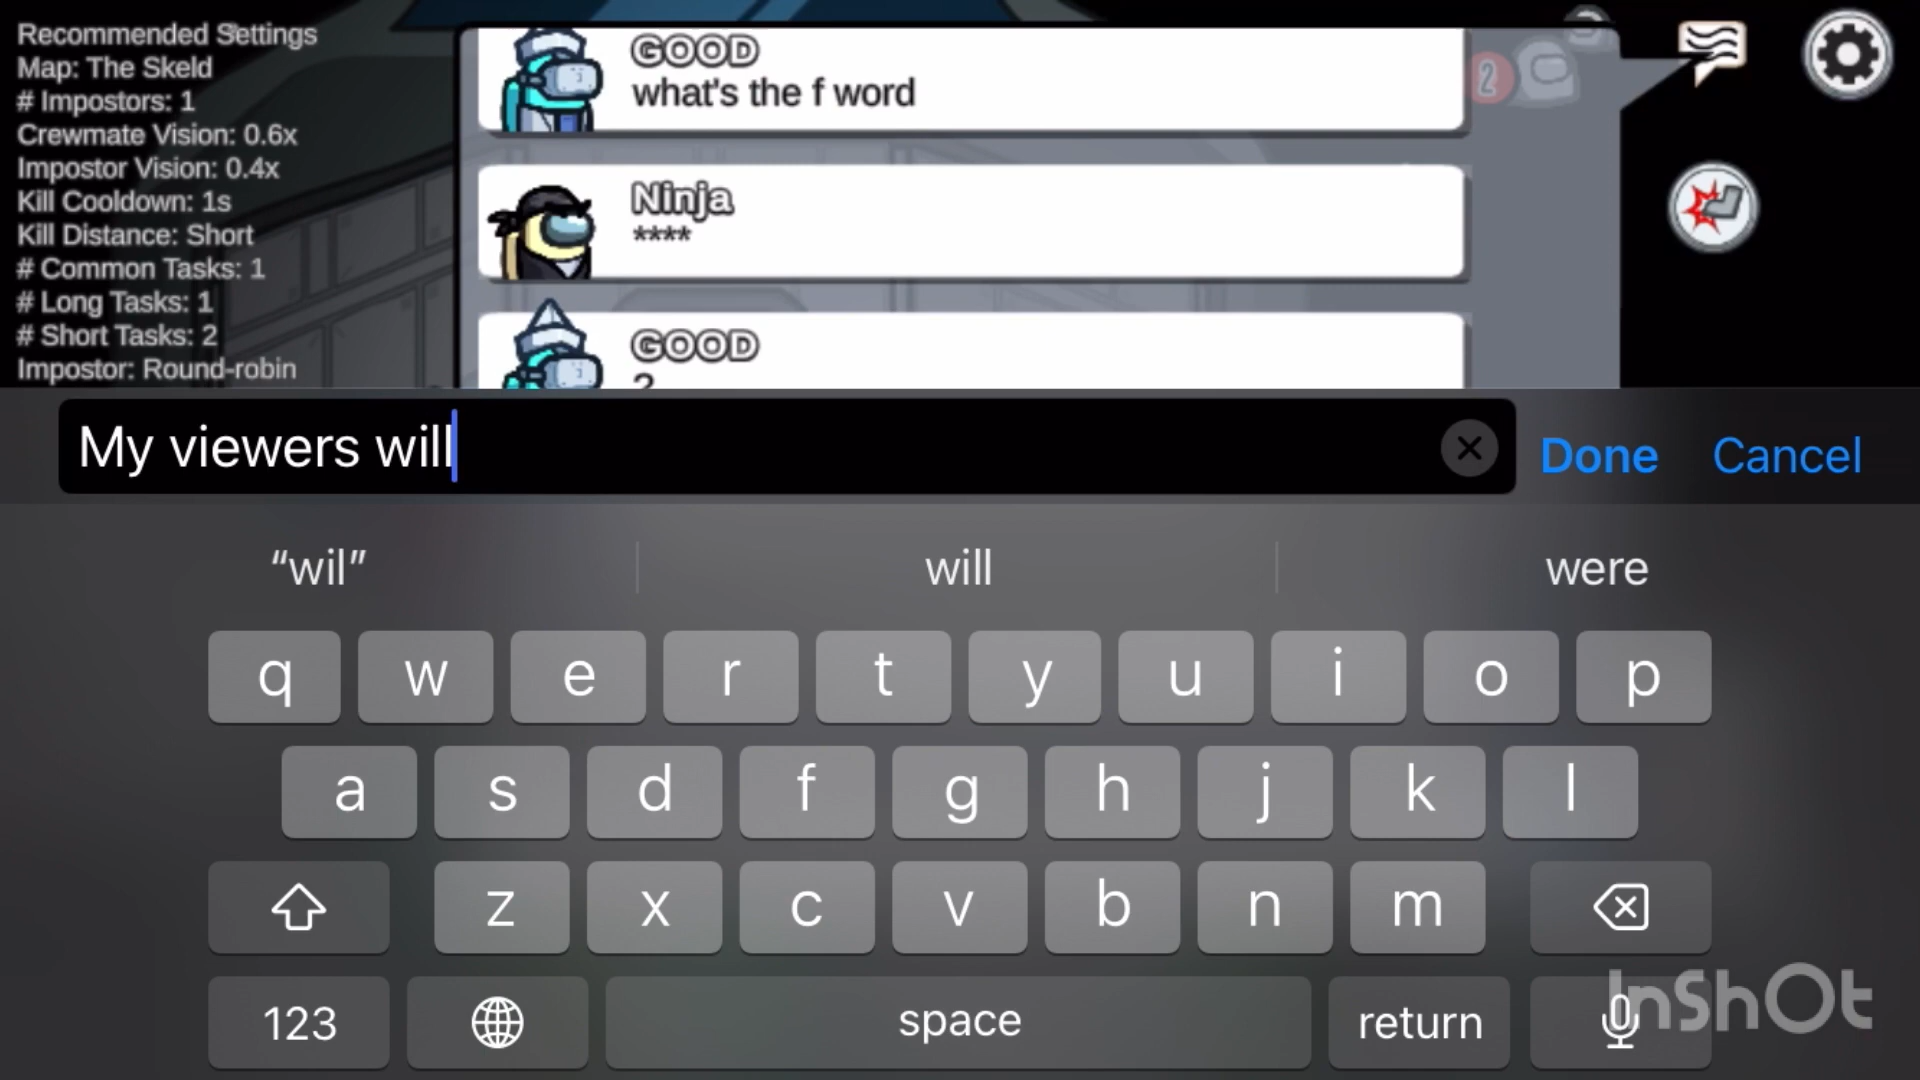 Recommended Settings
Map: The Skeld
# Impostors: 1
Crewmate Vision: 0.6x
Impostor Vision: 0.4x
Kill Cooldown: 1s
Kill Distance: Short
# Common Tasks: 1
# Long Tasks: 1
# Short Tasks: 2
Impostor: Round-robin
GOOD
what's the f word
2
Ninja
****
GOOD
?
My viewers will
Done Cancel
“wil” will were
q w e r t y u i o p
a s d f g h j k l
z x c v b n m
123 space return
InShOt